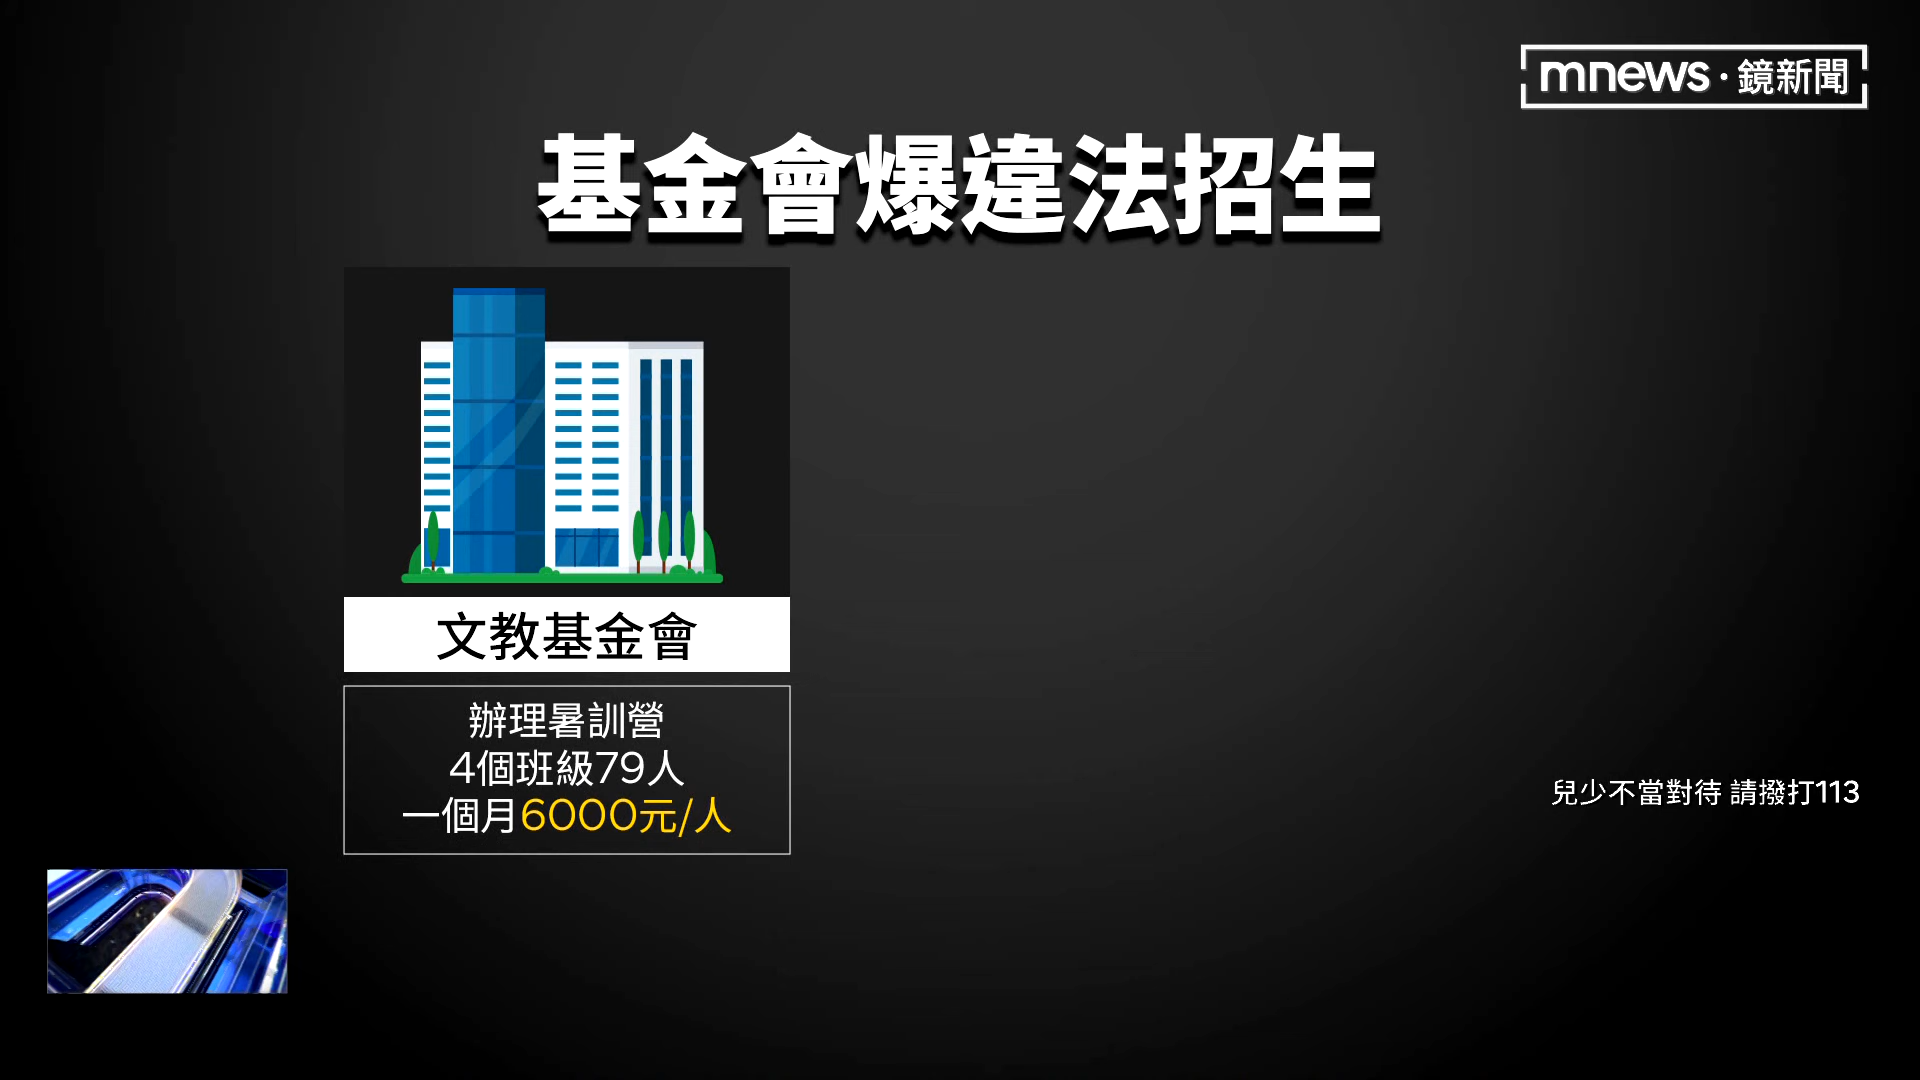 mnews·鏡新聞
基金會爆違法招生
文教基金會
辦理暑訓營
4個班級79人
一個月6000元/人
兒少不當對待 請撥打113